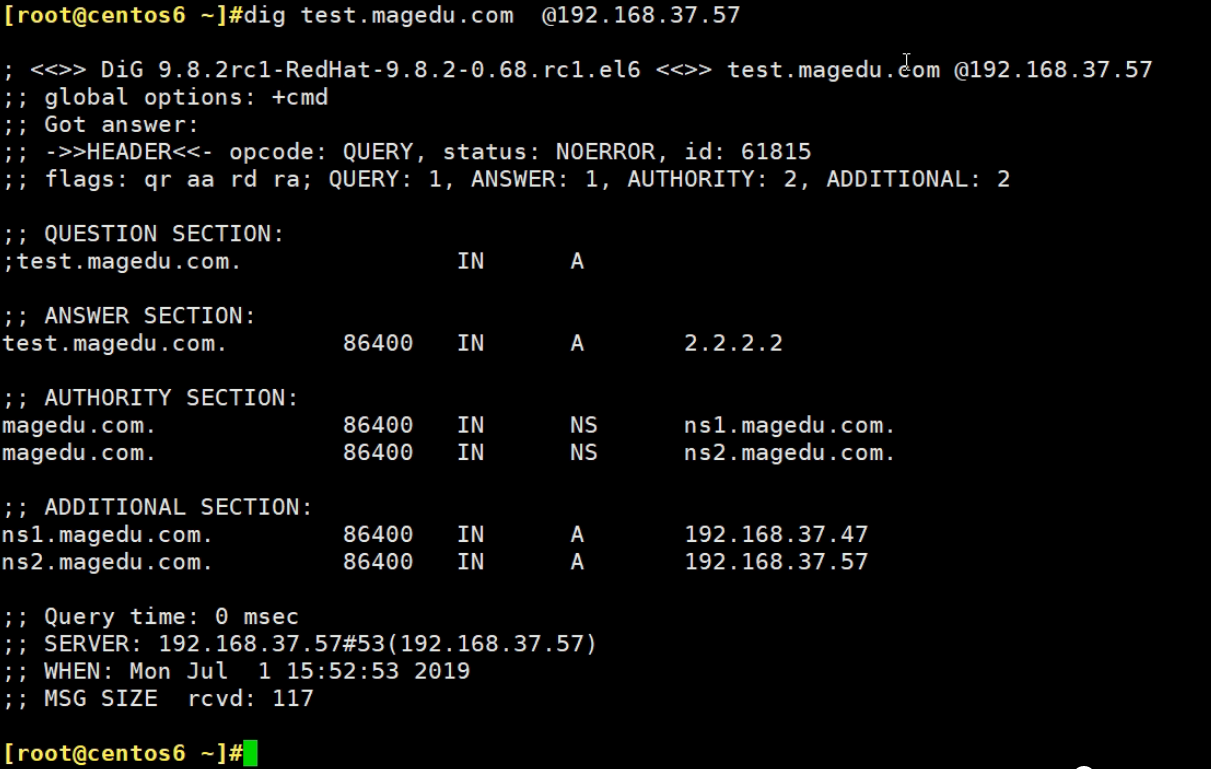 [root@centos6 ~]#dig test.magedu.com  @192.168.37.57
; <<>> DiG 9.8.2rc1-RedHat-9.8.2-0.68.rc1.el6 <<>> test.magedu.com @192.168.37.57
;; global options: +cmd
;; Got answer:
;; ->>HEADER<<- opcode: QUERY, status: NOERROR, id: 61815
;; flags: qr aa rd ra; QUERY: 1, ANSWER: 1, AUTHORITY: 2, ADDITIONAL: 2
;; QUESTION SECTION:
;test.magedu.com.               IN      A
;; ANSWER SECTION:
test.magedu.com.        86400   IN      A       2.2.2.2
;; AUTHORITY SECTION:
magedu.com.             86400   IN      NS      ns1.magedu.com.
magedu.com.             86400   IN      NS      ns2.magedu.com.
;; ADDITIONAL SECTION:
ns1.magedu.com.         86400   IN      A       192.168.37.47
ns2.magedu.com.         86400   IN      A       192.168.37.57
;; Query time: 0 msec
;; SERVER: 192.168.37.57#53(192.168.37.57)
;; WHEN: Mon Jul  1 15:52:53 2019
;; MSG SIZE  rcvd: 117
[root@centos6 ~]#